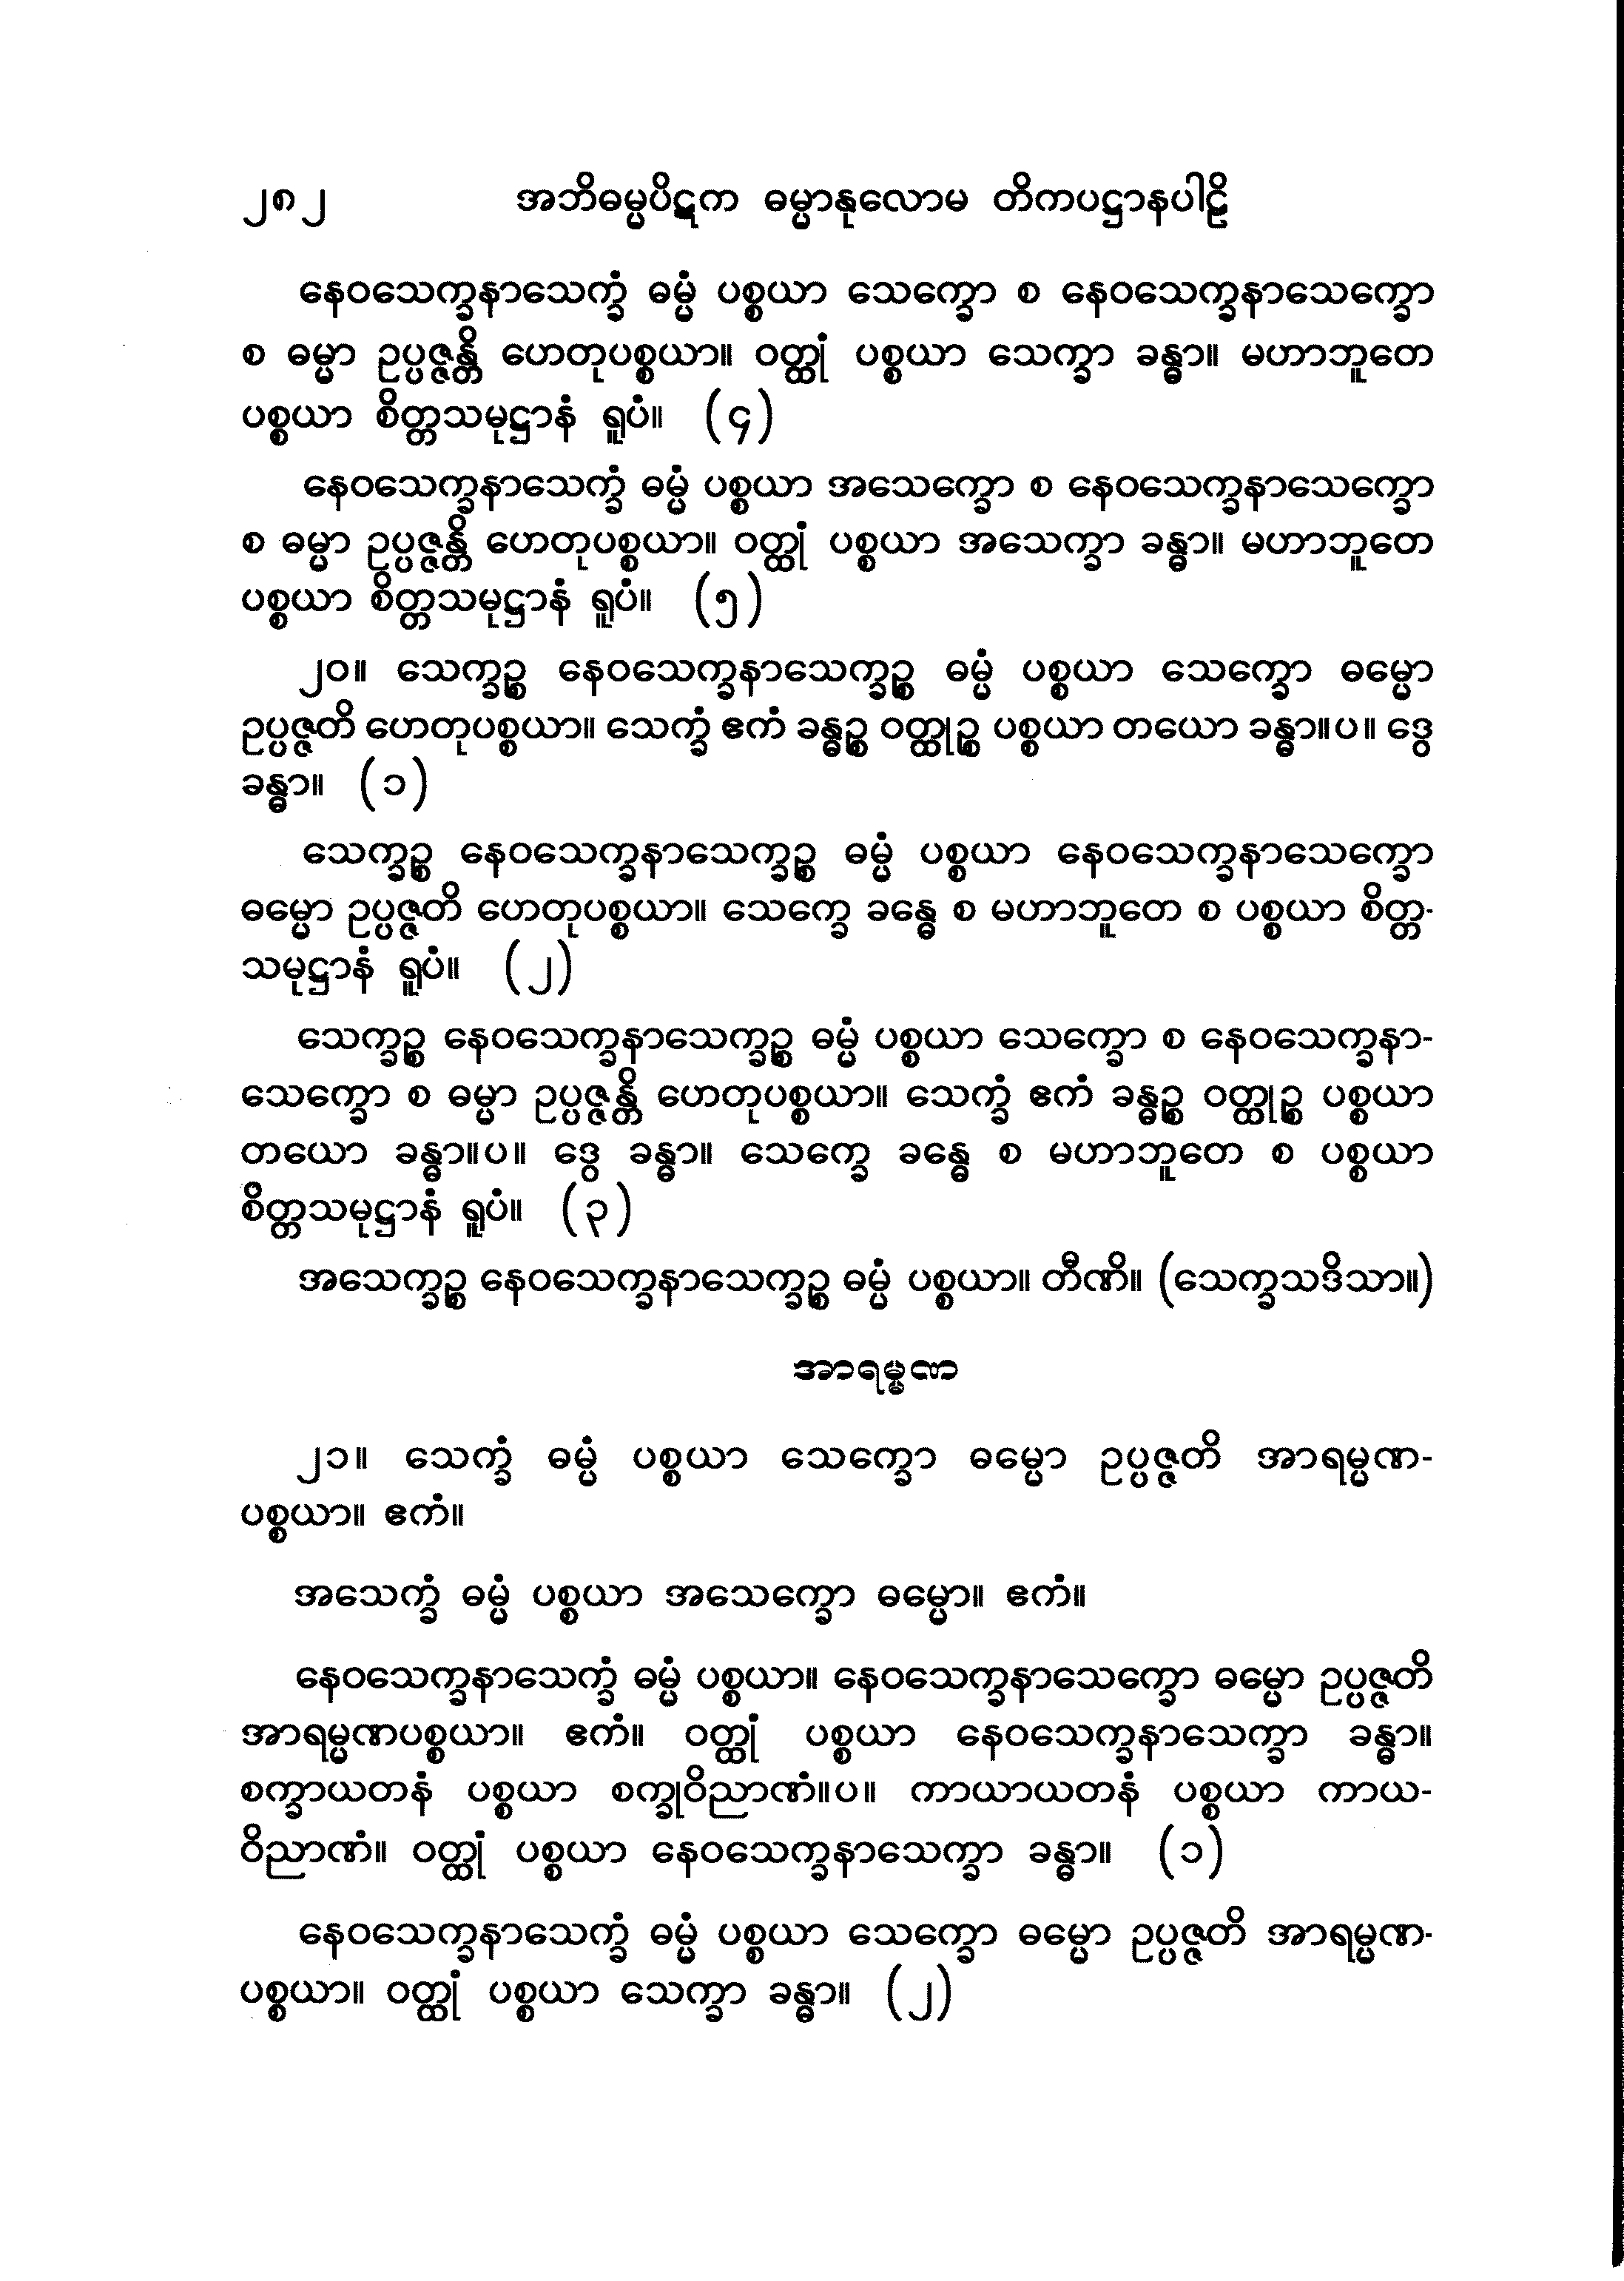 ၂၈၂ အဘိဓမ္မပိဋက ဓမ္မာနုလောမ တိကပဋ္ဌာနပါဠိ
နေဝသေက္ခနာသေက္ခံ ဓမ္မံ ပစ္စယာ သေက္ခော စ နေဝသေက္ခနာသေက္ခော
စ ဓမ္မာ ဥပ္ပဇ္ဇန္တိ ဟေတုပစ္စယာ။ ဝတ္ထုံ ပစ္စယာ သေက္ခာ ခန္ဓာ။ မဟာဘူတေ
ပစ္စယာ စိတ္တသမုဋ္ဌာနံ ရူပံ။ (၄)
နေဝသေက္ခနာသေက္ခံ ဓမ္မံ ပစ္စယာ အသေက္ခော စ နေဝသေက္ခနာသေက္ခော
စ ဓမ္မာ ဥပ္ပဇ္ဇန္တိ ဟေတုပစ္စယာ။ ဝတ္ထုံ ပစ္စယာ အသေက္ခာ ခန္ဓာ။ မဟာဘူတေ
ပစ္စယာ စိတ္တသမုဋ္ဌာနံ ရူပံ။ (၅)
၂၀။ သေက္ခဉ္စ နေဝသေက္ခနာသေက္ခဉ္စ ဓမ္မံ ပစ္စယာ သေက္ခော ဓမ္မော
ဥပ္ပဇ္ဇတိ ဟေတုပစ္စယာ။ သေက္ခံ ဧကံ ခန္ဓဉ္စ ဝတ္ထုဉ္စ ပစ္စယာ တယော ခန္ဓာ။ပ။ ဒွေ
ခန္ဓာ။ (၁)
သေက္ခဉ္စ နေဝသေက္ခနာသေက္ခဉ္စ ဓမ္မံ ပစ္စယာ နေဝသေက္ခနာသေက္ခော
ဓမ္မော ဥပ္ပဇ္ဇတိ ဟေတုပစ္စယာ။ သေက္ခေ ခန္ဓေ စ မဟာဘူတေ စ ပစ္စယာ စိတ္တ-
သမုဋ္ဌာနံ ရူပံ။ (၂)
သေက္ခဉ္စ နေဝသေက္ခနာသေက္ခဉ္စ ဓမ္မံ ပစ္စယာ သေက္ခော စ နေဝသေက္ခနာ-
သေက္ခော စ ဓမ္မာ ဥပ္ပဇ္ဇန္တိ ဟေတုပစ္စယာ။ သေက္ခံ ဧကံ ခန္ဓဉ္စ ဝတ္ထုဉ္စ ပစ္စယာ
တယော ခန္ဓာ။ပ။ ဒွေ ခန္ဓာ။ သေက္ခေ ခန္ဓေ စ မဟာဘူတေ စ ပစ္စယာ
စိတ္တသမုဋ္ဌာနံ ရူပံ။ (၃)
အသေက္ခဉ္စ နေဝသေက္ခနာသေက္ခဉ္စ ဓမ္မံ ပစ္စယာ။ တီဏိ။ (သေက္ခသဒိသာ။)
အာရမ္မဏ
၂၁။ သေက္ခံ ဓမ္မံ ပစ္စယာ သေက္ခော ဓမ္မော ဥပ္ပဇ္ဇတိ အာရမ္မဏ-
ပစ္စယာ။ ဧကံ။
အသေက္ခံ ဓမ္မံ ပစ္စယာ အသေက္ခော ဓမ္မော။ ဧကံ။
နေဝသေက္ခနာသေက္ခံ ဓမ္မံ ပစ္စယာ။ နေဝသေက္ခနာသေက္ခော ဓမ္မော ဥပ္ပဇ္ဇတိ
အာရမ္မဏပစ္စယာ။ ဧကံ။ ဝတ္ထုံ ပစ္စယာ နေဝသေက္ခနာသေက္ခာ ခန္ဓာ။
စက္ခာယတနံ ပစ္စယာ စက္ခုဝိညာဏံ။ပ။ ကာယာယတနံ ပစ္စယာ ကာယ-
ဝိညာဏံ။ ဝတ္ထုံ ပစ္စယာ နေဝသေက္ခနာသေက္ခာ ခန္ဓာ။ (၁)
နေဝသေက္ခနာသေက္ခံ ဓမ္မံ ပစ္စယာ သေက္ခော ဓမ္မော ဥပ္ပဇ္ဇတိ အာရမ္မဏ-
ပစ္စယာ။ ဝတ္ထုံ ပစ္စယာ သေက္ခာ ခန္ဓာ။ (၂)